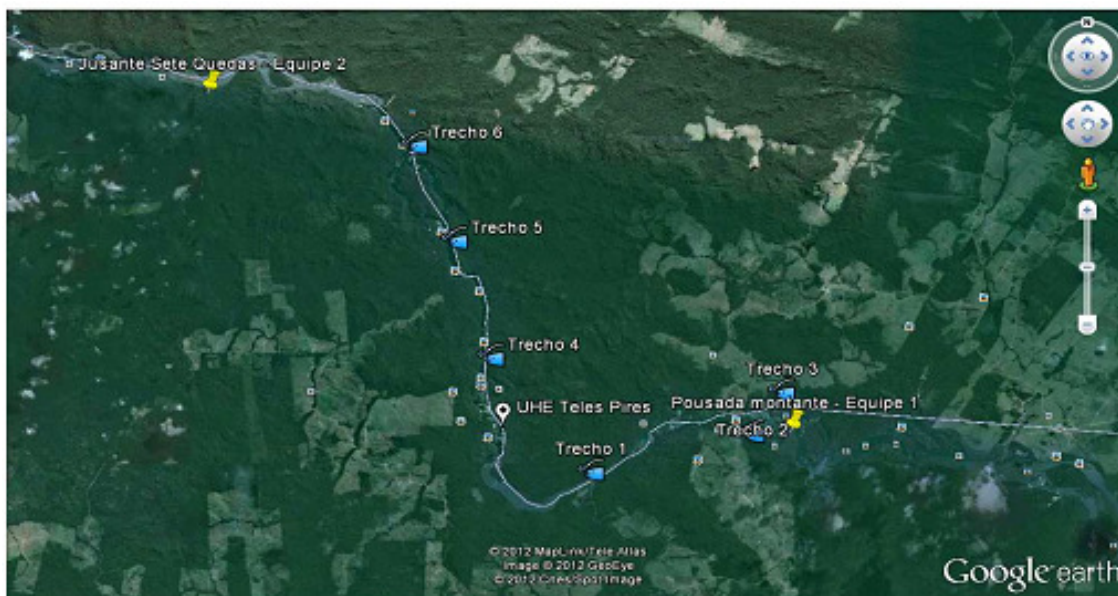 N
Jusante Sete Quedas - Equipe 2
Trecho 6
Trecho 5
Trecho 4
Trecho 3
UHE Teles Pires
Pousada montante - Equipe 1
Trecho 2
Trecho 1
© 2012 MapLink/Tele Atlas
Image © 2012 GeoEye
© 2012 Cnes/Spot Image
Google earth